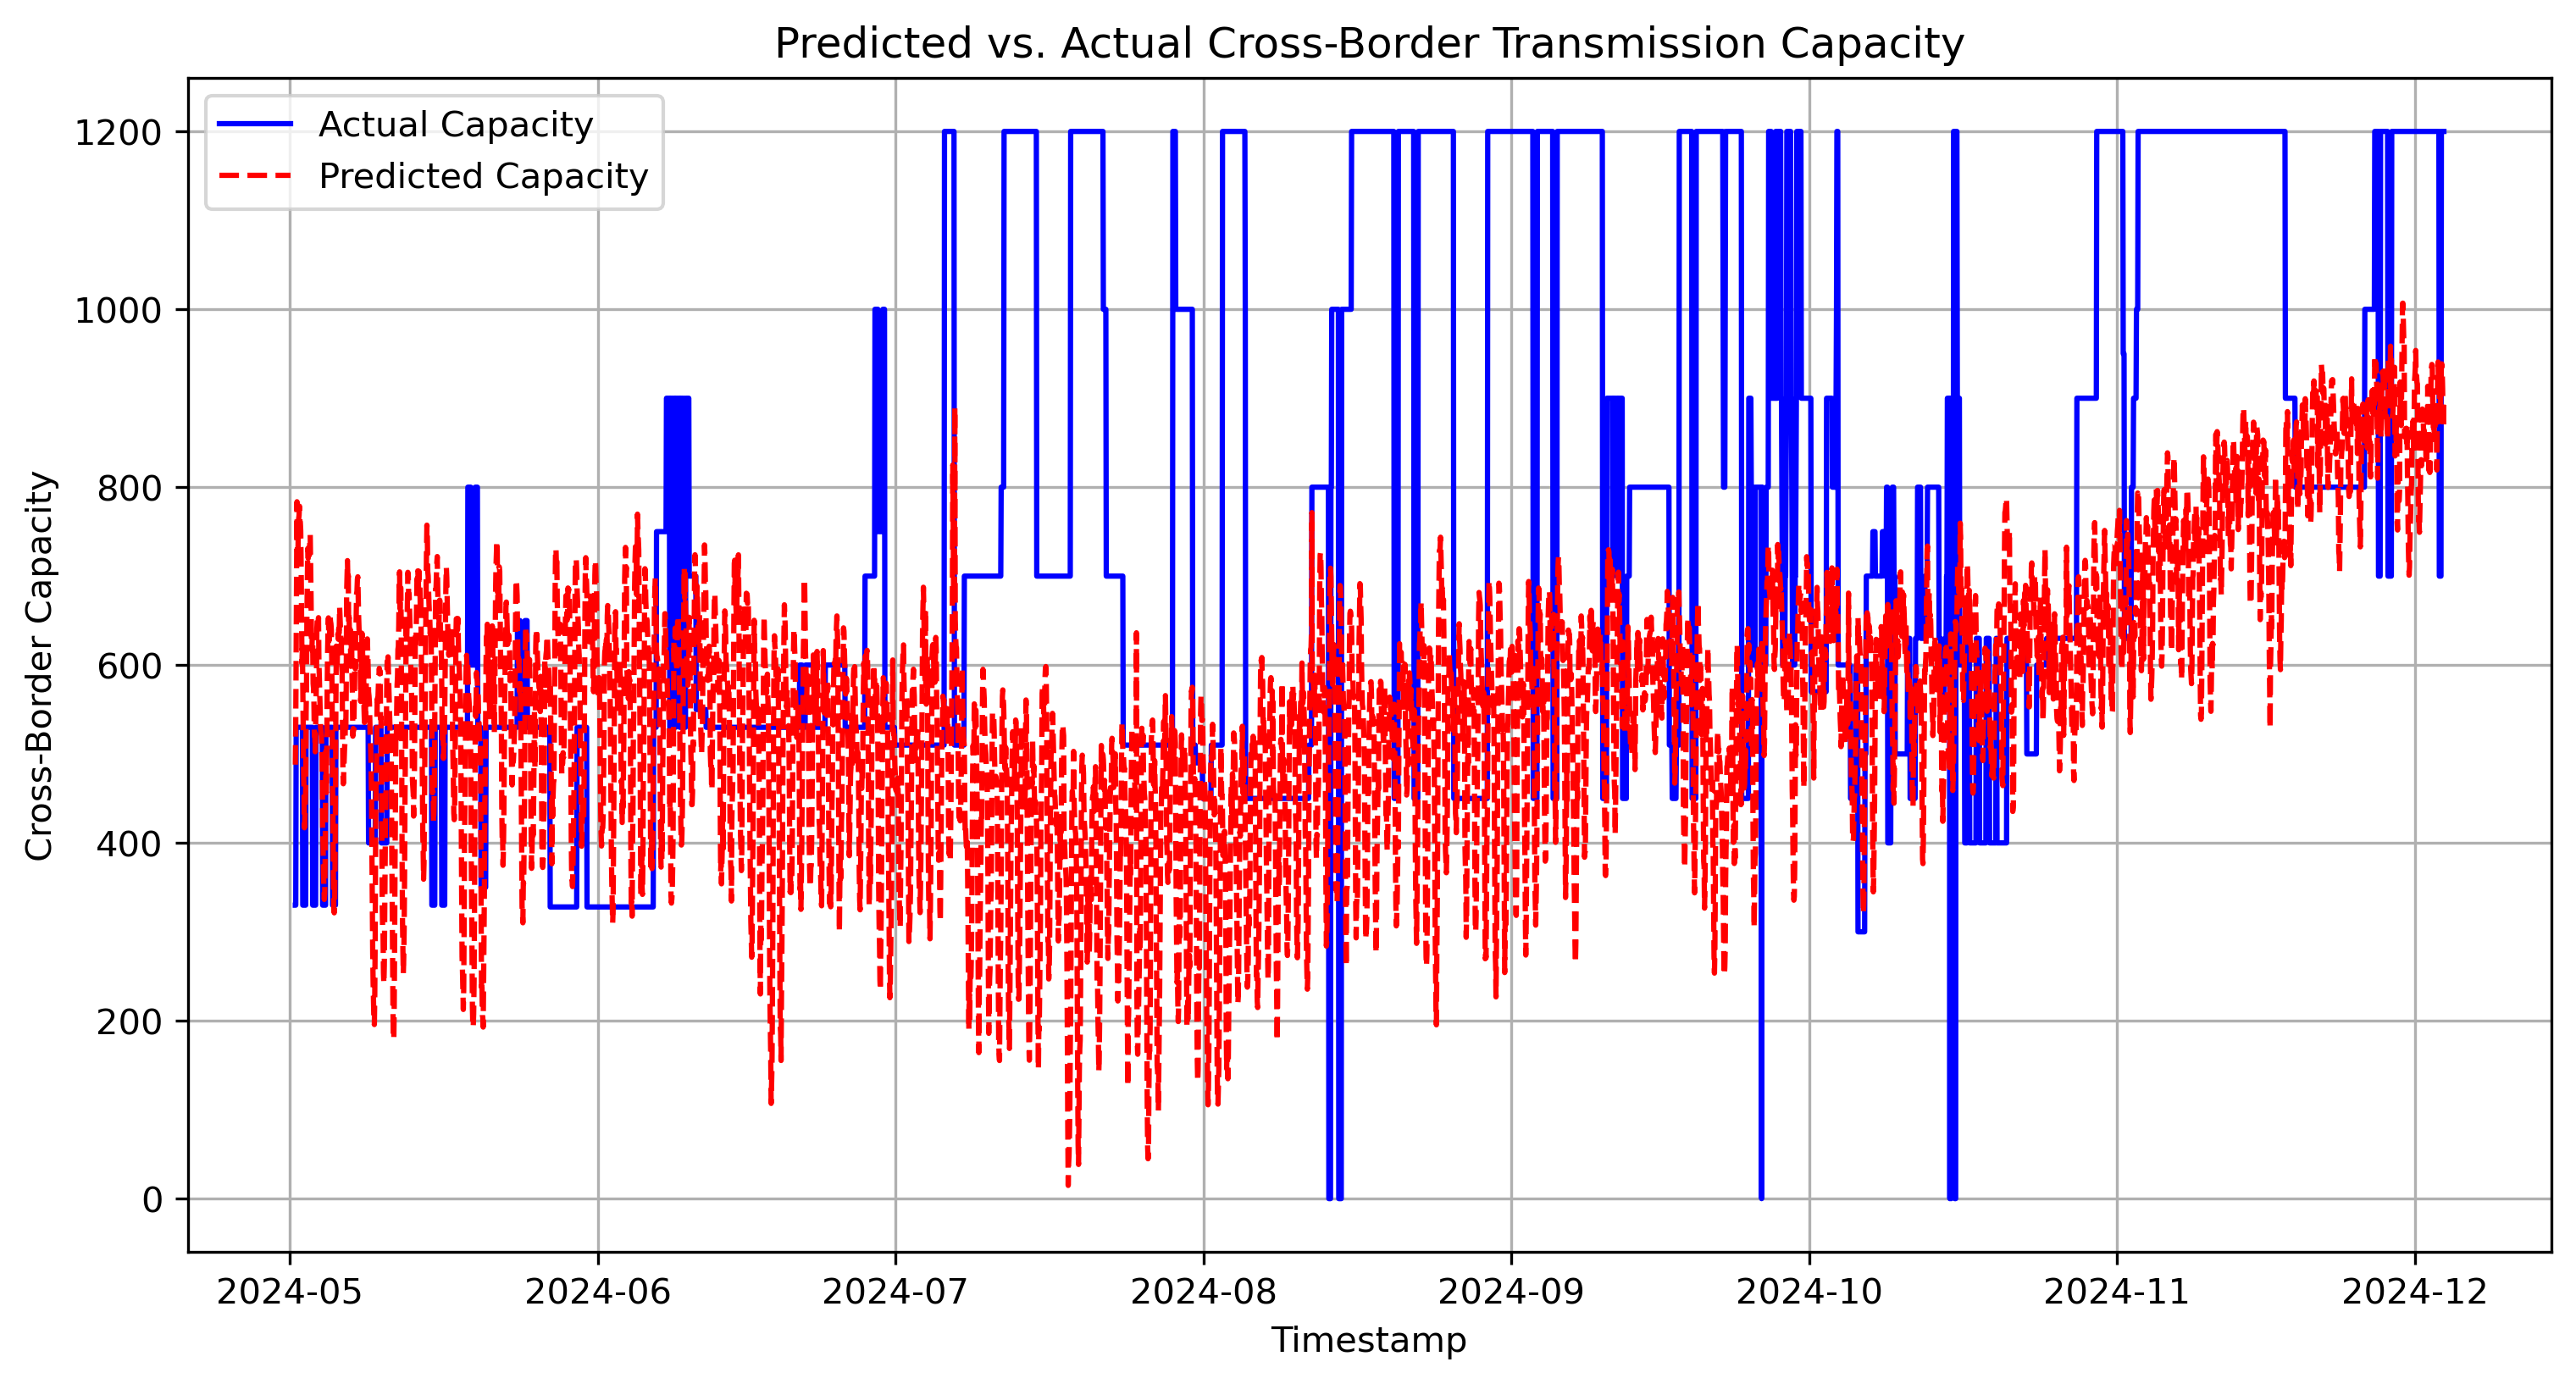 Predicted vs. Actual Cross-Border Transmission Capacity
Actual Capacity
Predicted Capacity
Cross-Border Capacity
1200
1000
800
600
400
200
0
2024-05 2024-06 2024-07 2024-08 2024-09 2024-10 2024-11 2024-12
Timestamp